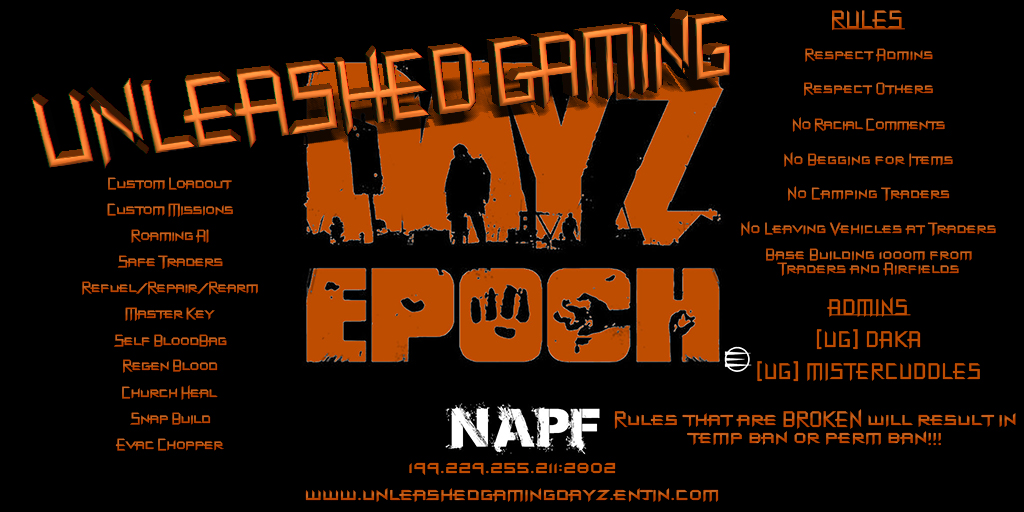 UNLEASHED GAMING
DAYZ
EPOCH
NAPF
199.229.255.211:2802
www.unleashedgamingdayz.entin.com
Custom Loadout
Custom Missions
Roaming AI
Safe Traders
Refuel/Repair/Rearm
Master Key
Self BloodBag
Regen Blood
Church Heal
Snap Build
Evac Chopper
RULES
Respect Admins
Respect Others
No Racial Comments
No Begging for Items
No Camping Traders
No Leaving Vehicles at Traders
Base Building 1000m from
Traders and Airfields
ADMINS
[UG] DAKA
[UG] MISTERCUDDLES
Rules that are BROKEN will result in
temp ban or perm ban!!!